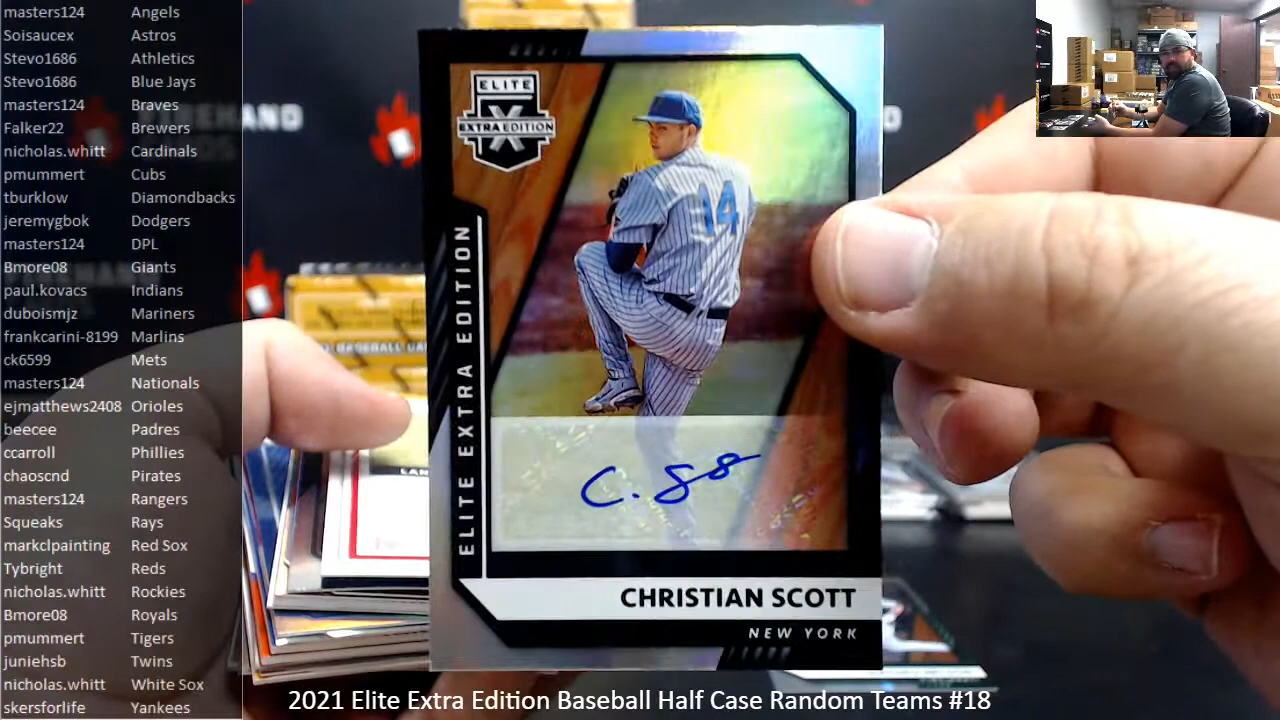 masters124 Angels
Soisaucex Astros
Stevo1686 Athletics
Stevo1686 Blue Jays
masters124 Braves
Falker22 Brewers
nicholas.whitt Cardinals
pmummert Cubs
tburklow Diamondbacks
jeremygbok Dodgers
masters124 DPL
Bmore08 Giants
paul.kovacs Indians
duboismjz Mariners
frankcarini-8199 Marlins
ck6599 Mets
masters124 Nationals
ejmatthews2408 Orioles
beecee Padres
ccarroll Phillies
chaoscnd Pirates
masters124 Rangers
Squeaks Rays
markclpainting Red Sox
Tybright Reds
nicholas.whitt Rockies
Bmore08 Royals
pmummert Tigers
juniehsb Twins
nicholas.whitt White Sox
skersforlife Yankees
ELITE
EXTRA EDITION
X
14
ELITE EXTRA EDITION
C. S
CHRISTIAN SCOTT
NEW YORK
BASEBALL
LAN
2021 Elite Extra Edition Baseball Half Case Random Teams #18